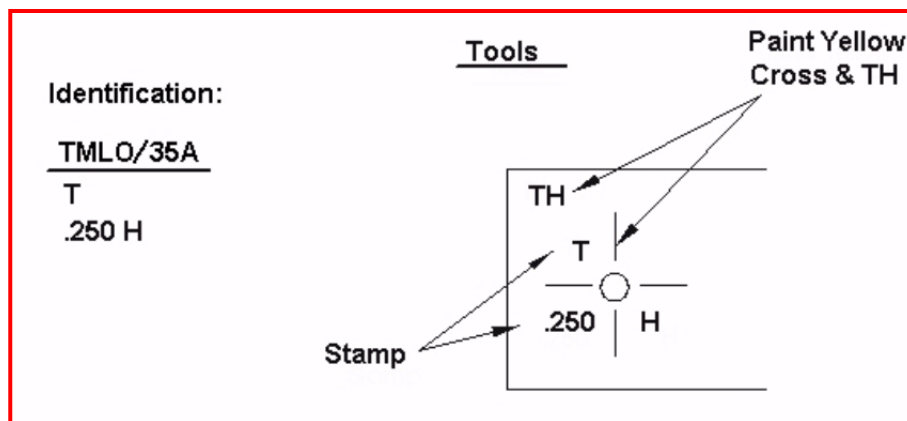 Tools
Paint Yellow
Cross & TH
Identification:
TMLO/35A
T
.250 H
TH
T
.250 H
Stamp